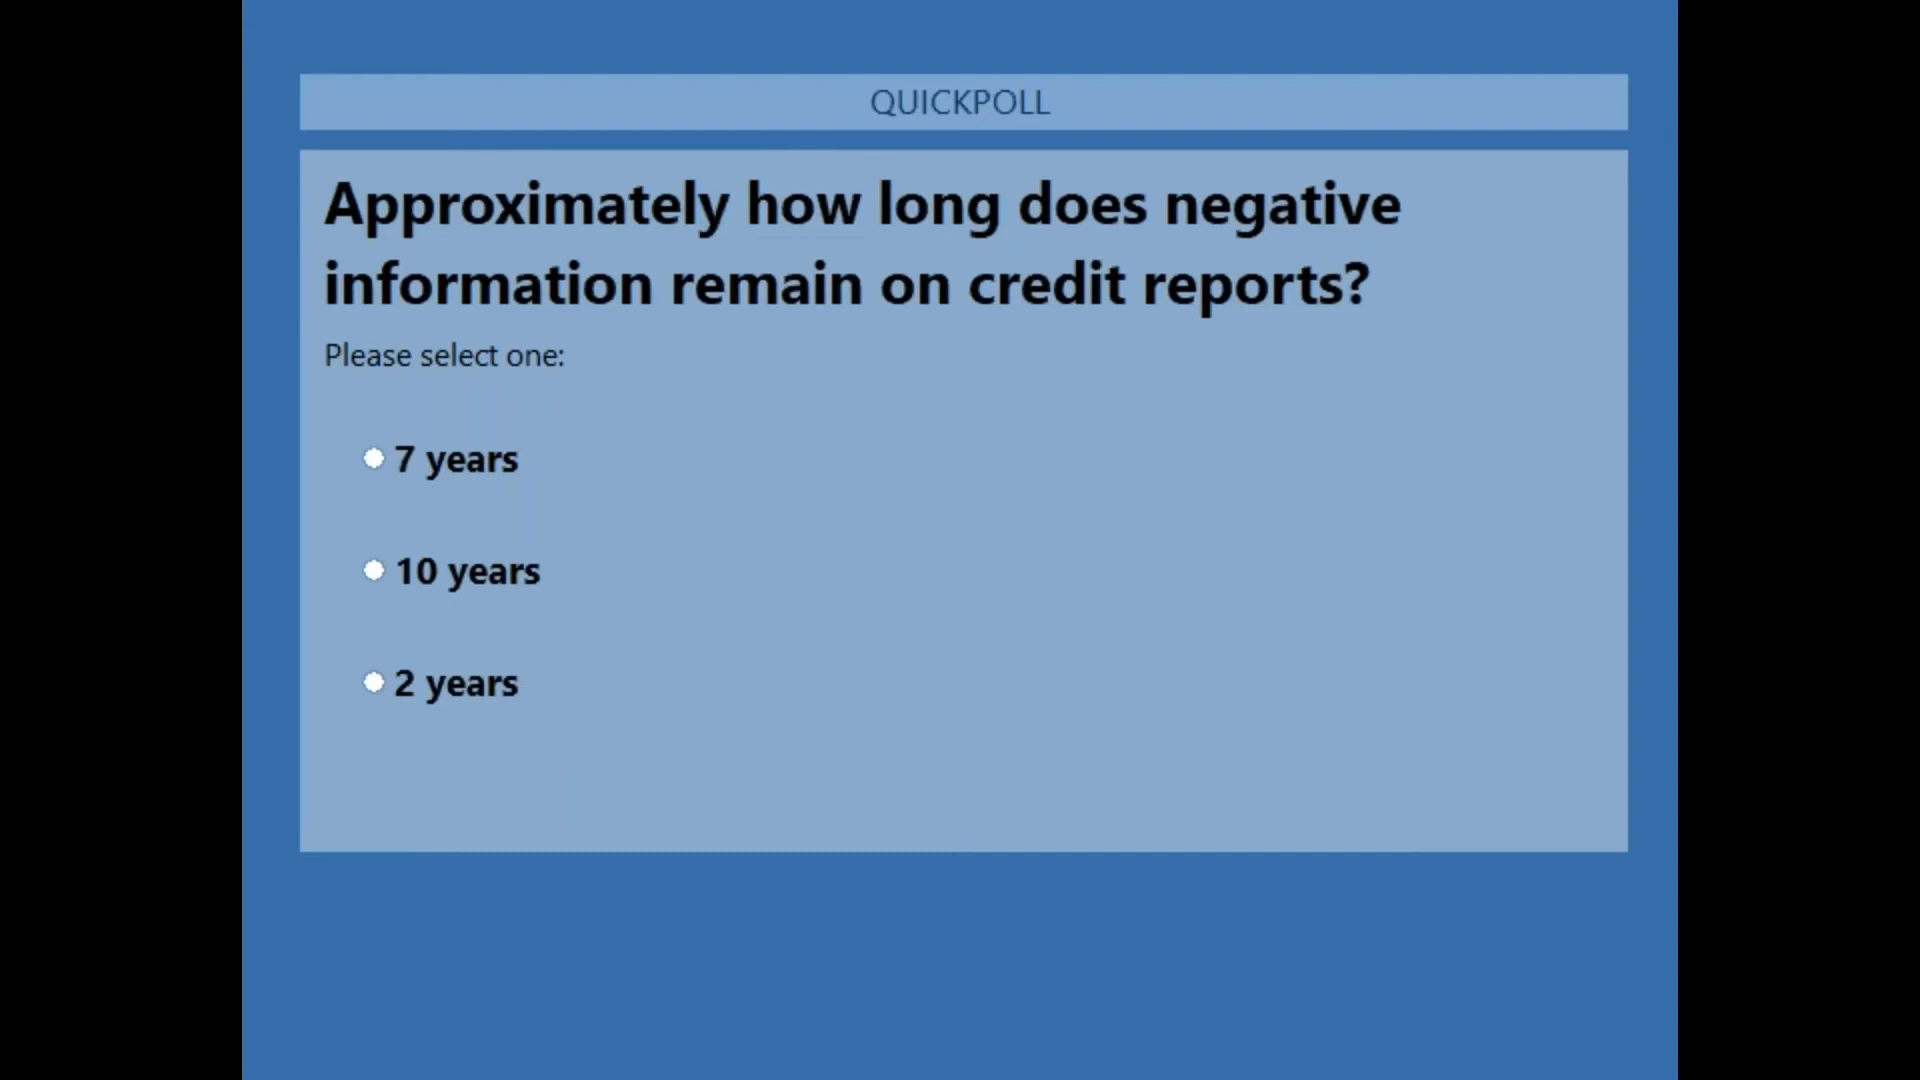 QUICKPOLL
Approximately how long does negative
information remain on credit reports?
Please select one:
7 years
10 years
2 years